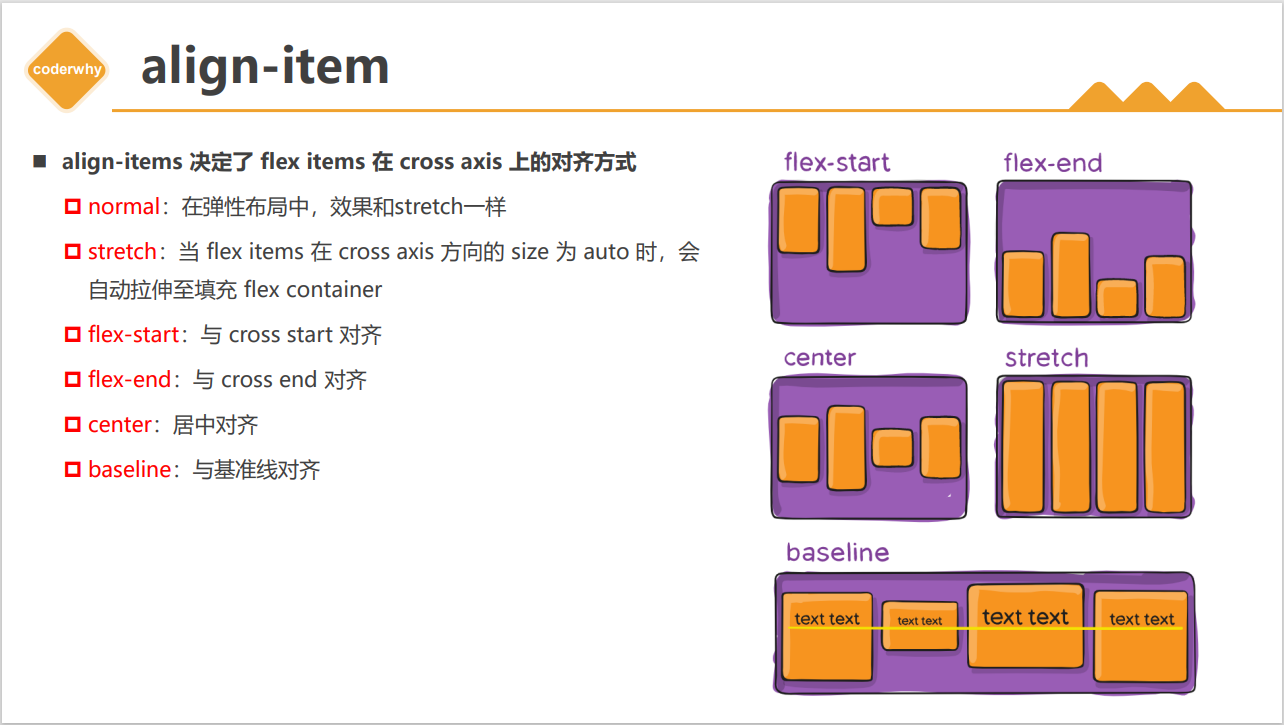 coderwhy
align-item
align-items 决定了 flex items 在 cross axis 上的对齐方式
normal：在弹性布局中，效果和stretch一样
stretch：当 flex items 在 cross axis 方向的 size 为 auto 时，会
自动拉伸至填充 flex container
flex-start：与 cross start 对齐
flex-end：与 cross end 对齐
center：居中对齐
baseline：与基准线对齐
flex-start
flex-end
center
stretch
baseline
text text
text text
text text
text text